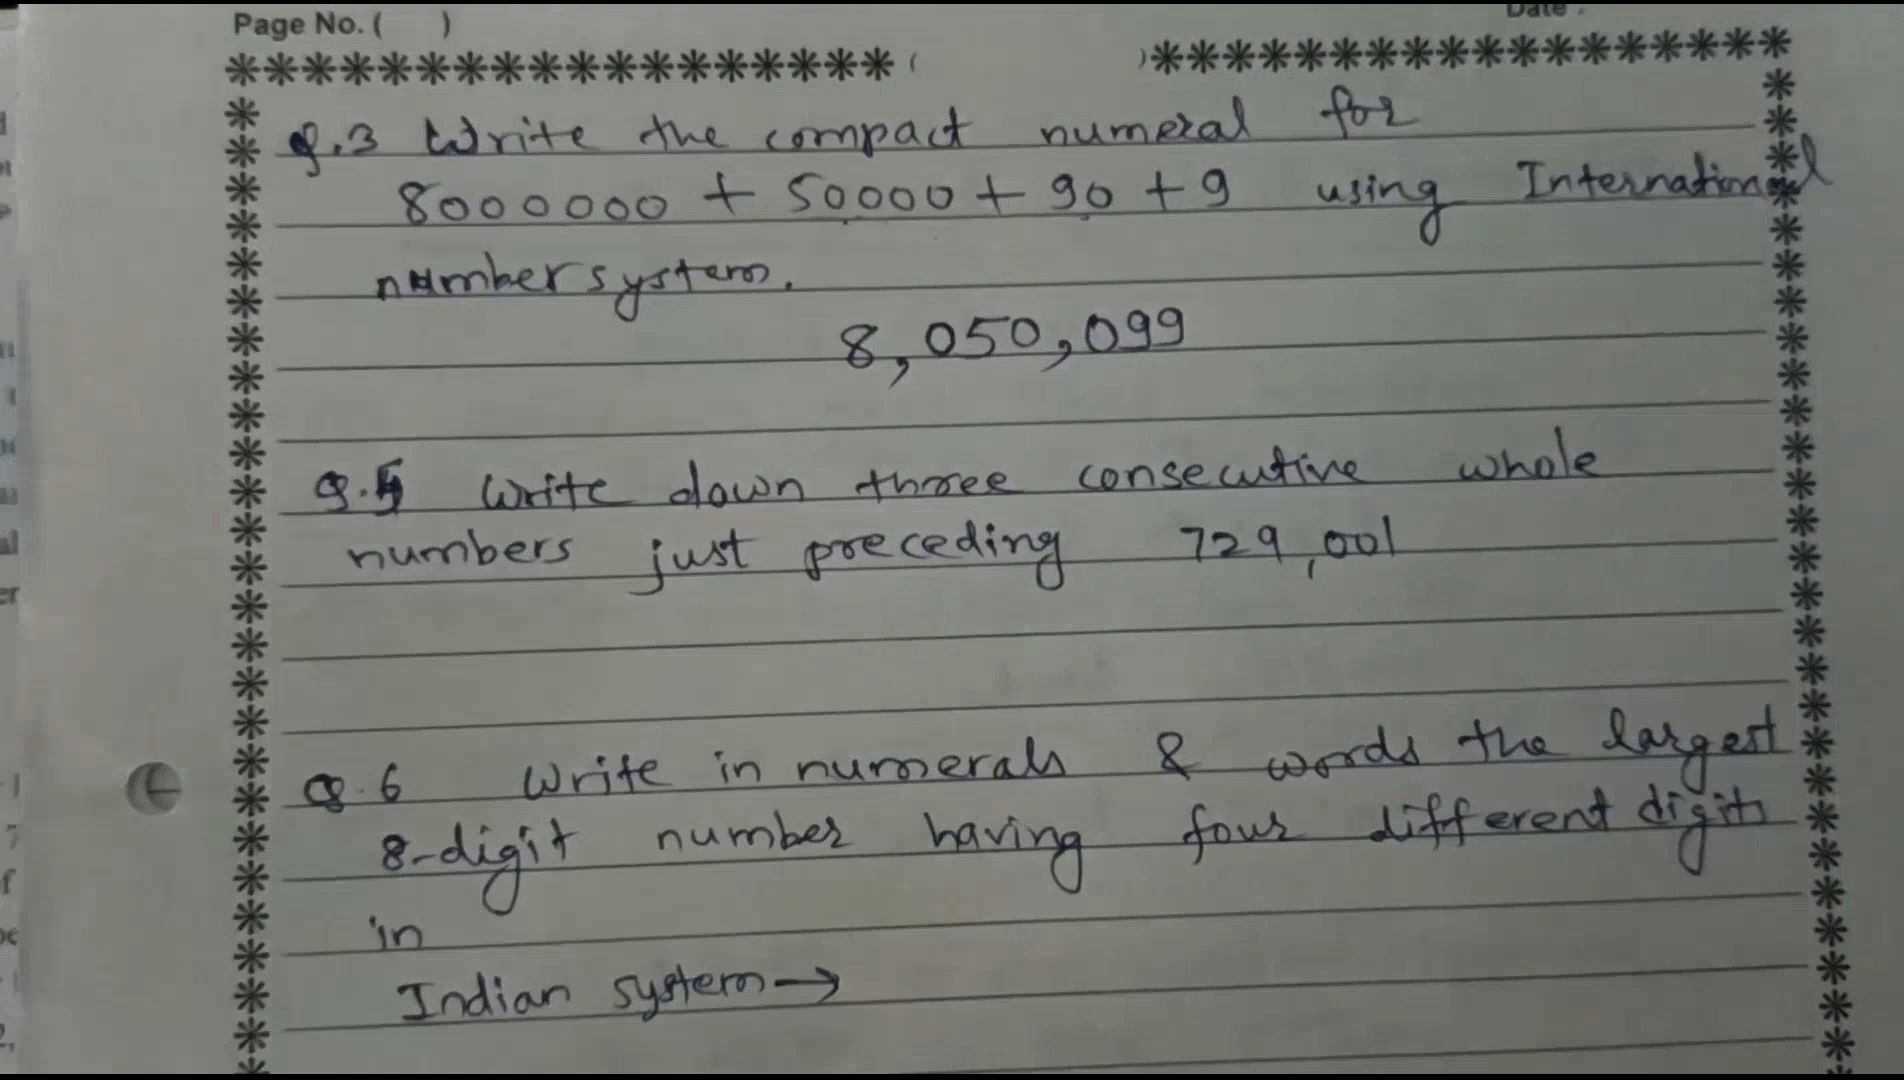 Page No. ( )
Date :
Q.3 Write the compact numeral for
8000000 + 50000 + 90 + 9 using International
number system.
8,050,099
Q.5 Write down three consecutive whole
numbers just preceding 729,001
Q.6 Write in numerals & words the largest
8-digit number having four different digits
in
Indian system →